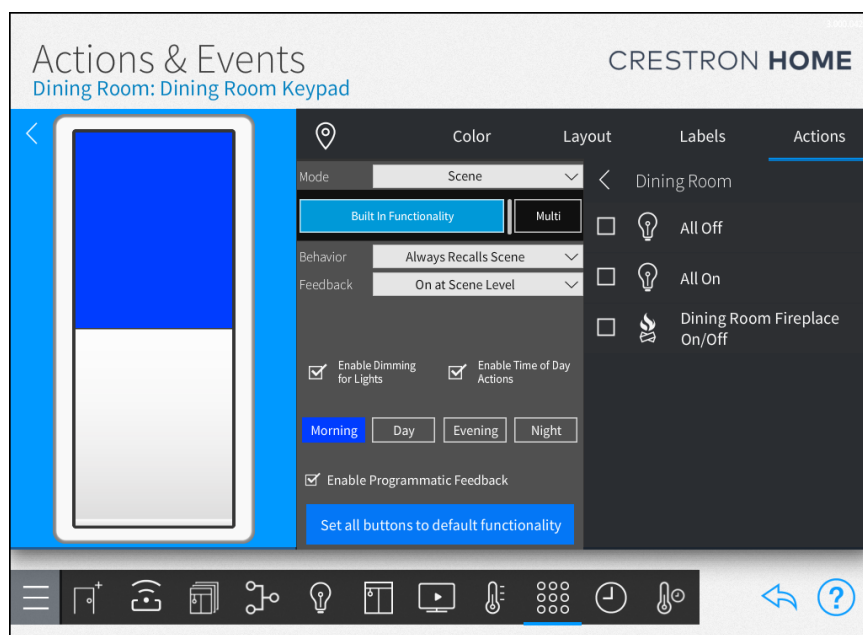 Actions & Events
CRESTRON HOME
Dining Room: Dining Room Keypad
Color
Layout
Labels
Actions
Mode
Scene
Dining Room
Built In Functionality
Multi
All Off
Behavior
Always Recalls Scene
Feedback
On at Scene Level
All On
Dining Room Fireplace
On/Off
Enable Dimming
for Lights
Enable Time of Day
Actions
Morning
Day
Evening
Night
Enable Programmatic Feedback
Set all buttons to default functionality
?